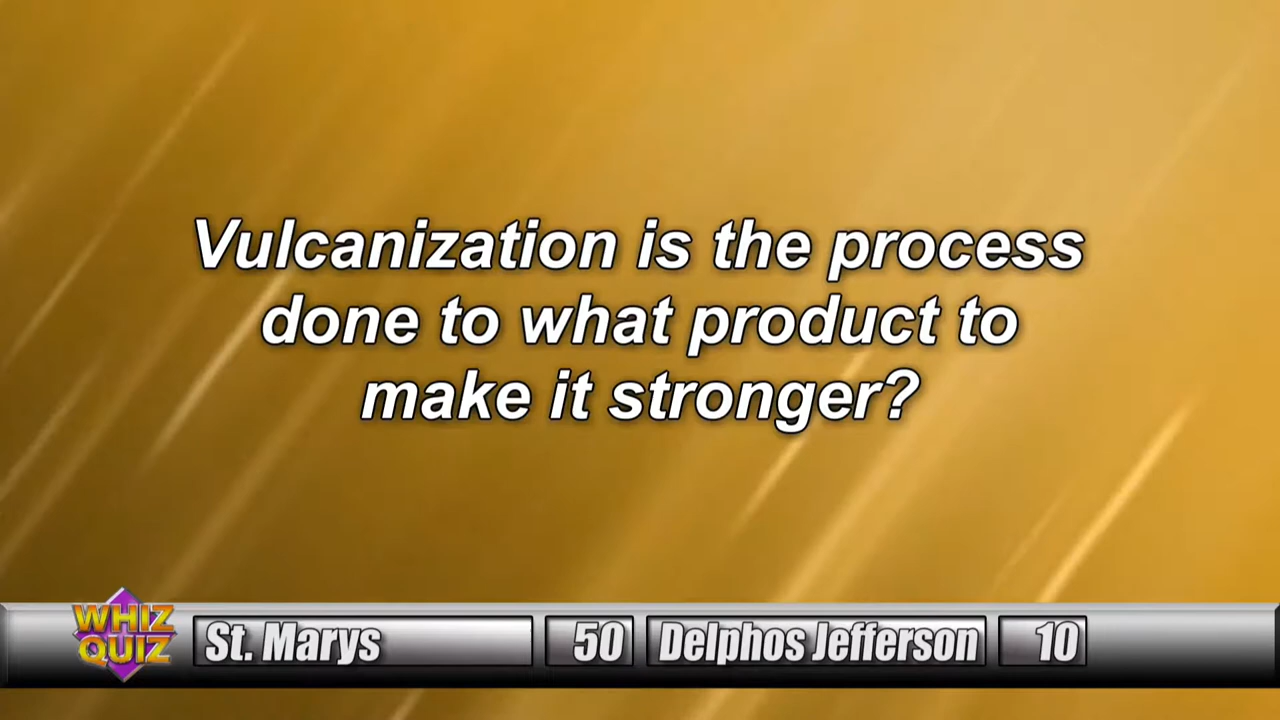 Vulcanization is the process
done to what product to
make it stronger?
WHIZ
QUIZ
St. Marys 50 Delphos Jefferson 10